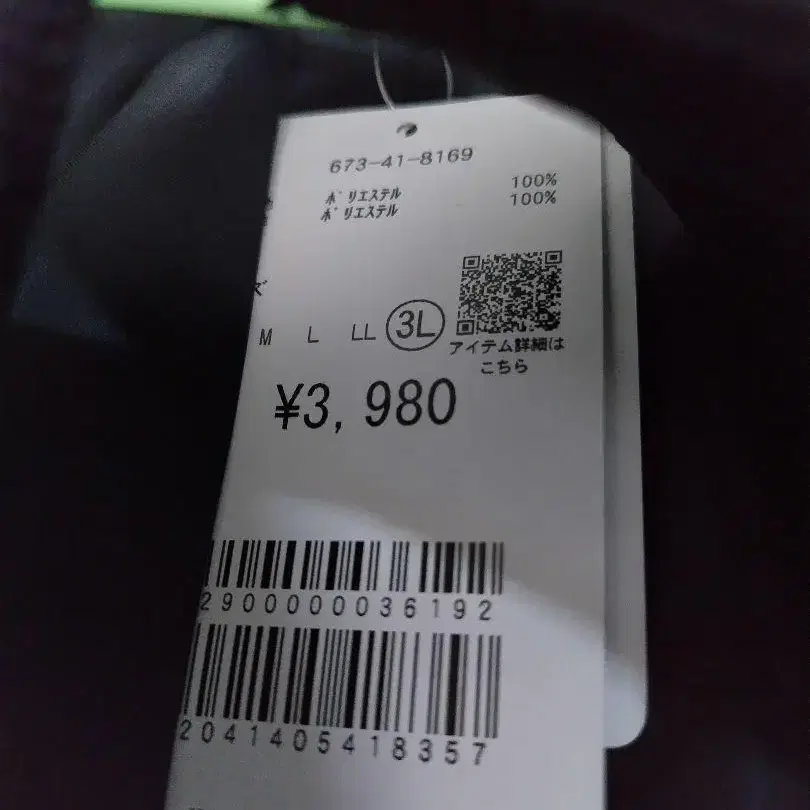 673-41-8169
ポリエステル 100%
ポリエステル 100%
ズ
M L LL 3L
アイテム詳細は
こちら
¥3,980
2900000036192
2041405418357